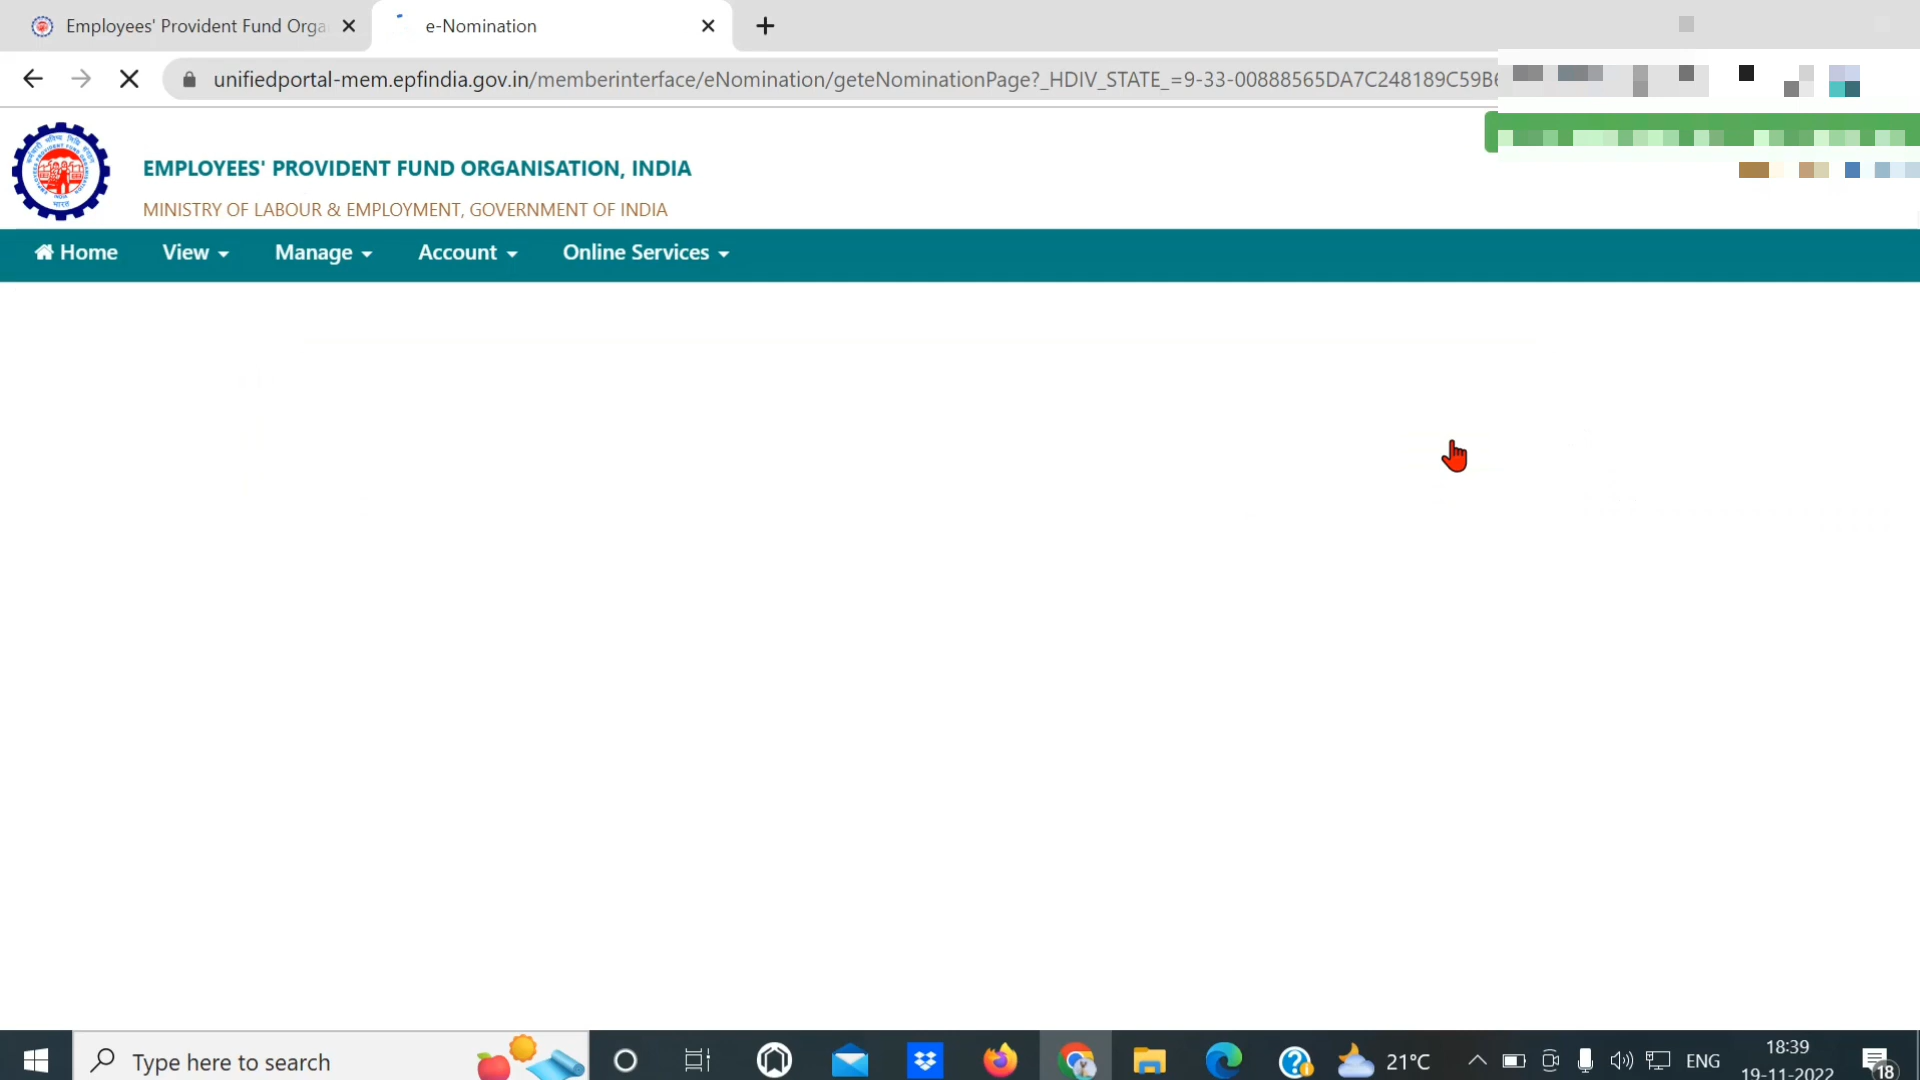 Employees' Provident Fund Orga
e-Nomination
unifiedportal-mem.epfindia.gov.in/memberinterface/eNomination/geteNominationPage?_HDIV_STATE_=9-33-00888565DA7C248189C59B6
EMPLOYEES' PROVIDENT FUND ORGANISATION, INDIA
MINISTRY OF LABOUR & EMPLOYMENT, GOVERNMENT OF INDIA
Home View Manage Account Online Services
Type here to search
21°C
ENG
18:39
19-11-2022
18